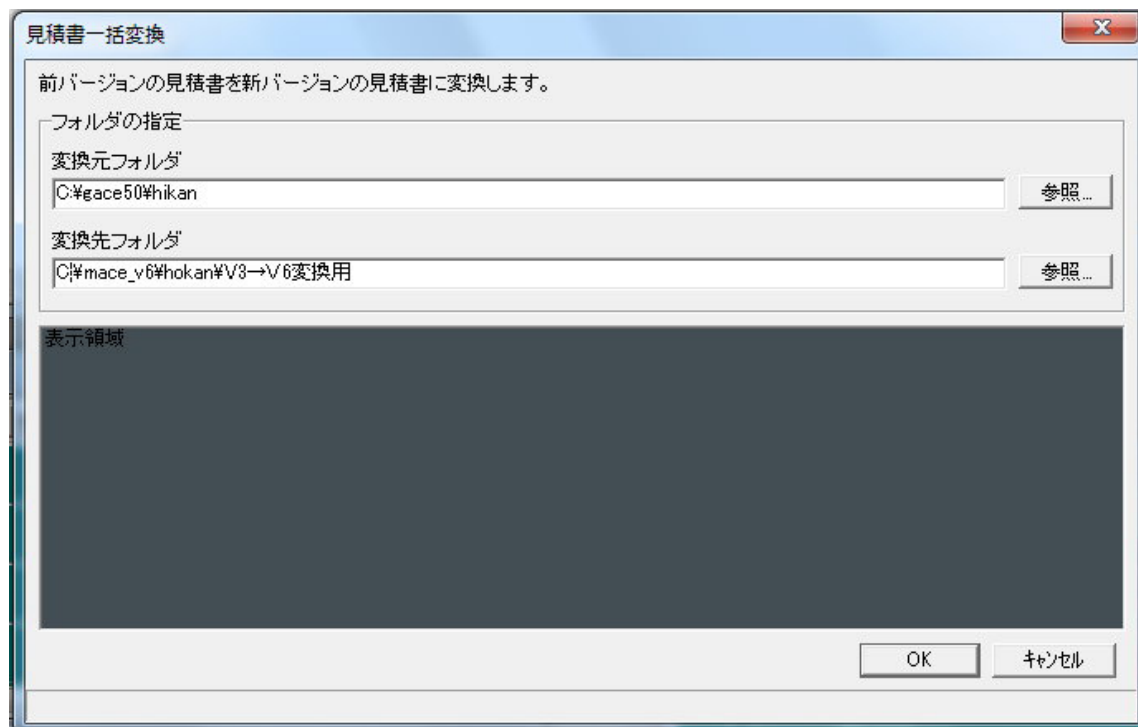 見積書一括変換
前バージョンの見積書を新バージョンの見積書に変換します。
フォルダの指定
変換元フォルダ
C:¥gace50¥hikan
参照...
変換先フォルダ
C:¥mace_v6¥hokan¥V3→V6変換用
参照...
表示領域
OK
ｷｬﾝｾﾙ